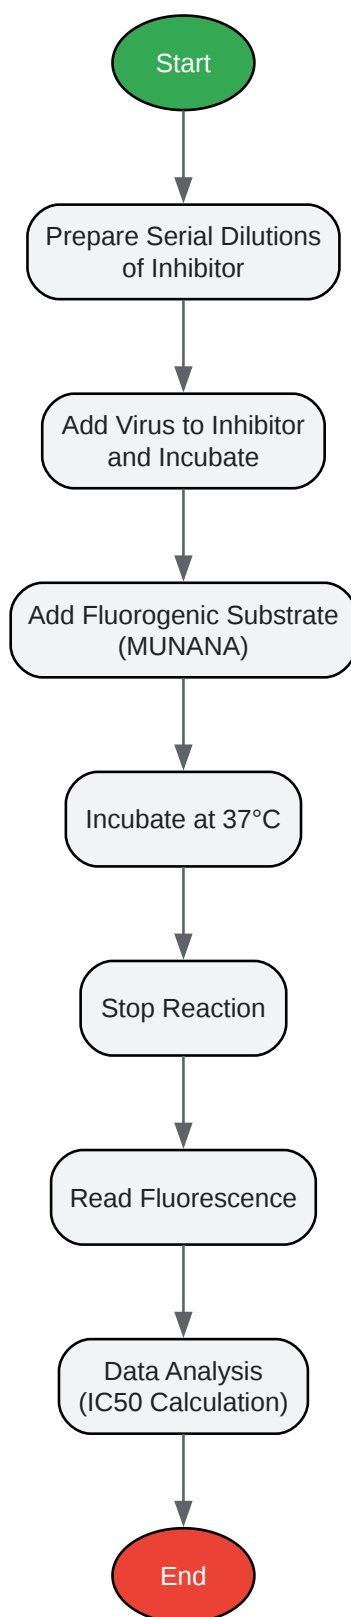 Start
Prepare Serial Dilutions
of Inhibitor
Add Virus to Inhibitor
and Incubate
Add Fluorogenic Substrate
(MUNANA)
Incubate at 37°C
Stop Reaction
Read Fluorescence
Data Analysis
(IC50 Calculation)
End